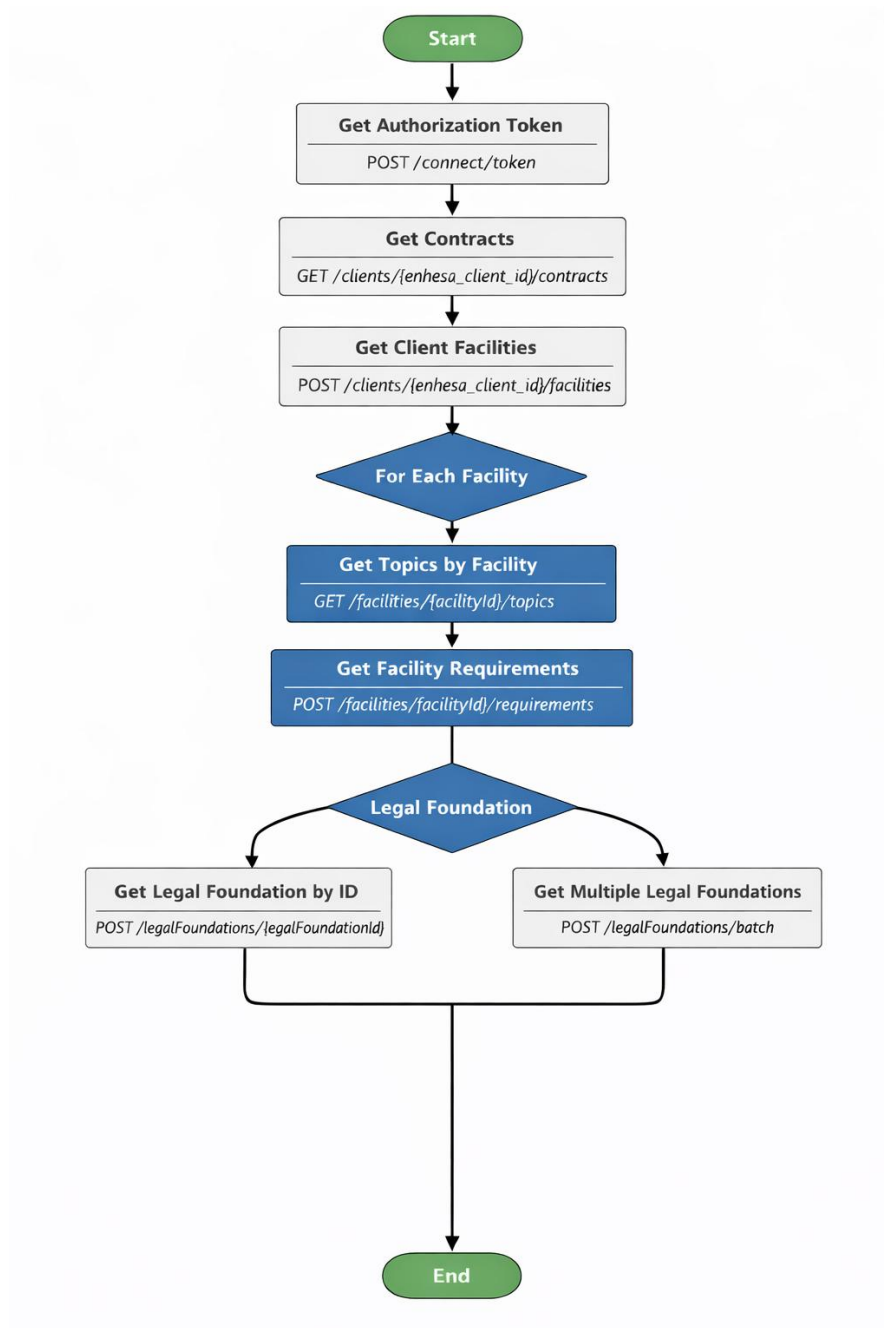 Start
Get Authorization Token
POST /connect/token
Get Contracts
GET /clients/{enhesa_client_id}/contracts
Get Client Facilities
POST /clients/{enhesa_client_id}/facilities
For Each Facility
Get Topics by Facility
GET /facilities/{facilityId}/topics
Get Facility Requirements
POST /facilities/facilityId}/requirements
Legal Foundation
Get Legal Foundation by ID
POST /legalFoundations/{legalFoundationId}
Get Multiple Legal Foundations
POST /legalFoundations/batch
End